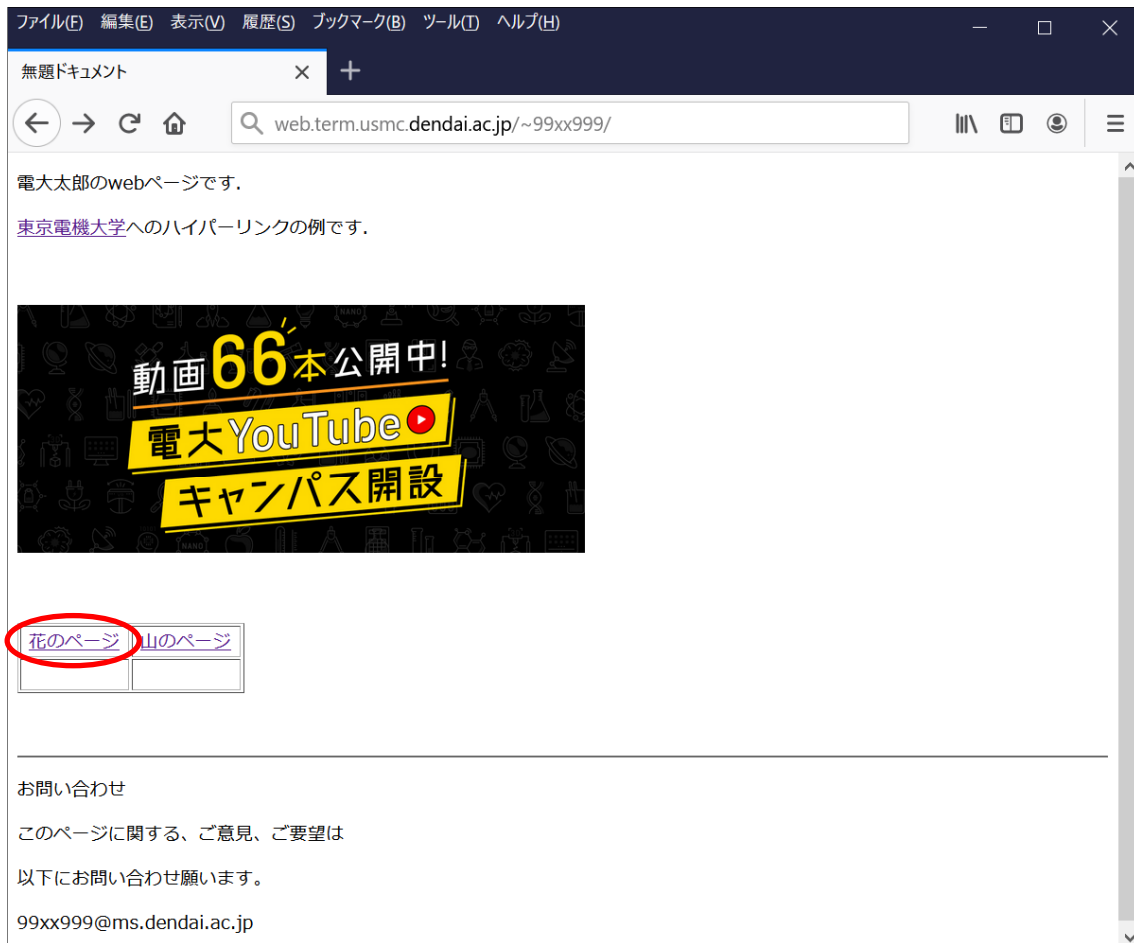 ファイル(F) 編集(E) 表示(V) 履歴(S) ブックマーク(B) ツール(T) ヘルプ(H)
無題ドキュメント
web.term.usmc.dendai.ac.jp/~99xx999/
電大太郎のwebページです.
東京電機大学へのハイパーリンクの例です.
動画66本公開中!
電大YouTube
キャンパス開設
NANO
NANO
花のページ 山のページ
お問い合わせ
このページに関する、ご意見、ご要望は
以下にお問い合わせ願います。
99xx999@ms.dendai.ac.jp